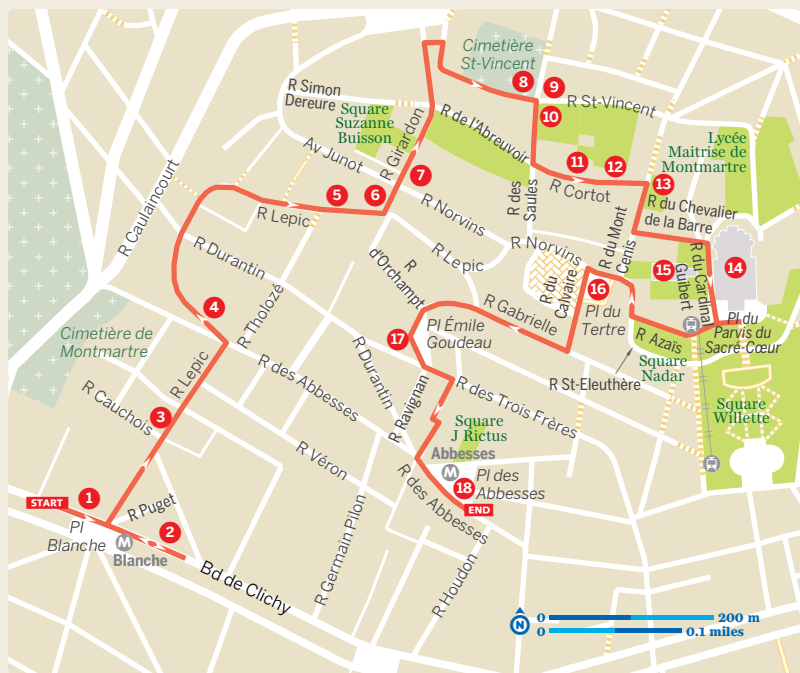 Cimetière
St-Vincent
8
9
R St-Vincent
10
R Simon
Dereure
Square
Suzanne
Buisson
R Girardon
R de l'Abreuvoir
Lycée
Maitrise de
Montmartre
Av Junot
7
11
12
13
R Cortot
R du Chevalier
de la Barre
R Caulaincourt
5
6
R Lepic
R Norvins
R des Saules
R du Mont
Cenis
R Durantin
R Lepic
R Norvins
R
d'Orchampt
R du
Calvaire
15
R du Cardinal
Guibert
14
16
Pl du
Tertre
Pl du
Parvis du
Sacré-Cœur
4
R Tholozé
R Gabrielle
Pl Émile
Goudeau
17
R Azaïs
Square
Nadar
R St-Eleuthère
Cimetière de
Montmartre
R Lepic
R des Abbesses
R Durantin
R Ravignan
R des Trois Frères
Square
Willette
R Cauchois
3
Square
J Rictus
Abbesses
M
R Véron
18
Pl des
Abbesses
END
R des Abbesses
START
1
R Puget
Pl
Blanche
2
M
Blanche
Bd de Clichy
R Germain Pilon
R Houdon
N
0
200 m
0
0.1 miles